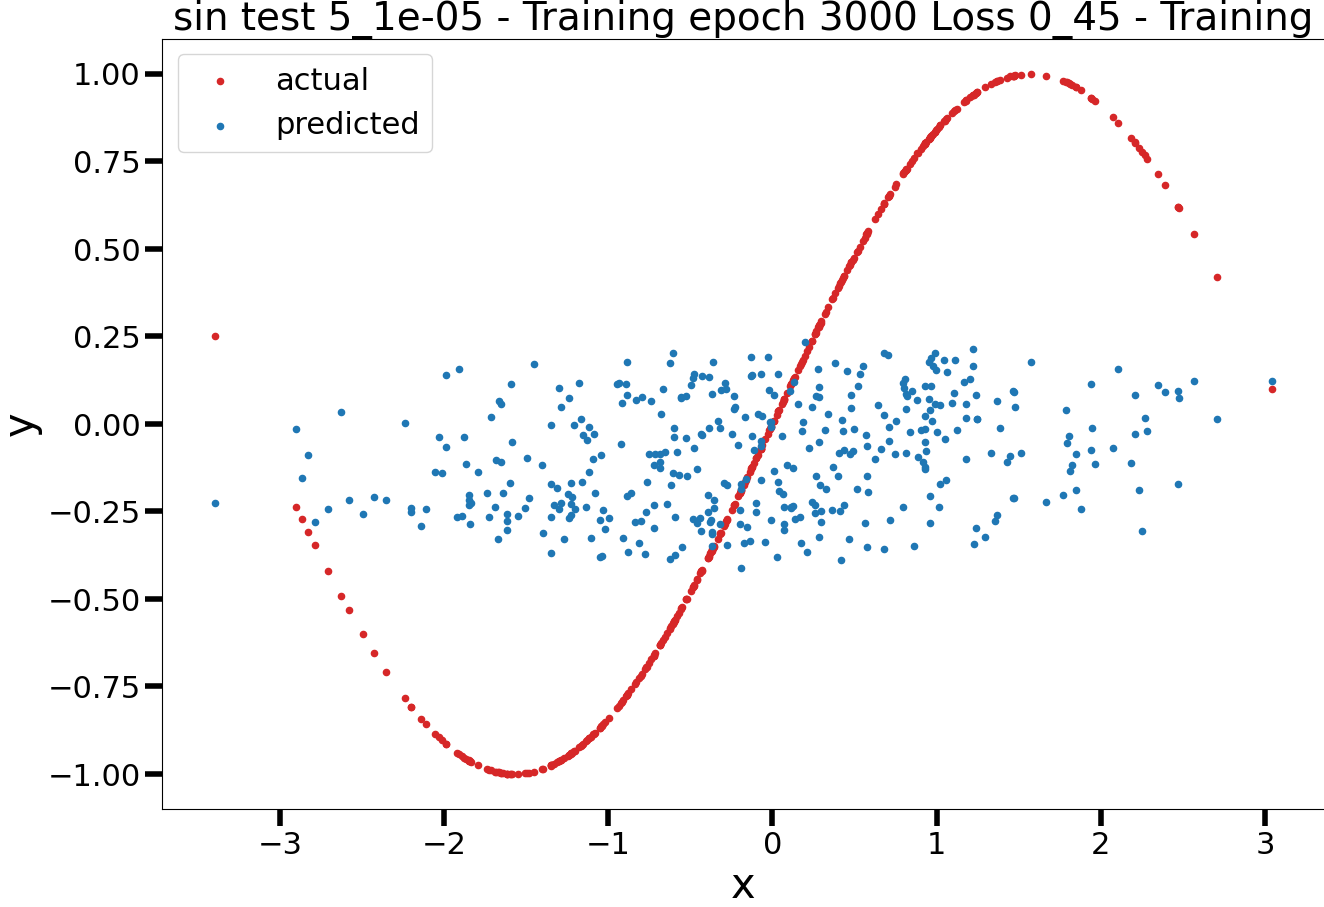 sin test 5_1e-05 - Training epoch 3000 Loss 0_45 - Training
actual
predicted
1.00
0.75
0.50
0.25
0.00
−0.25
−0.50
−0.75
−1.00
y
−3 −2 −1 0 1 2 3
x